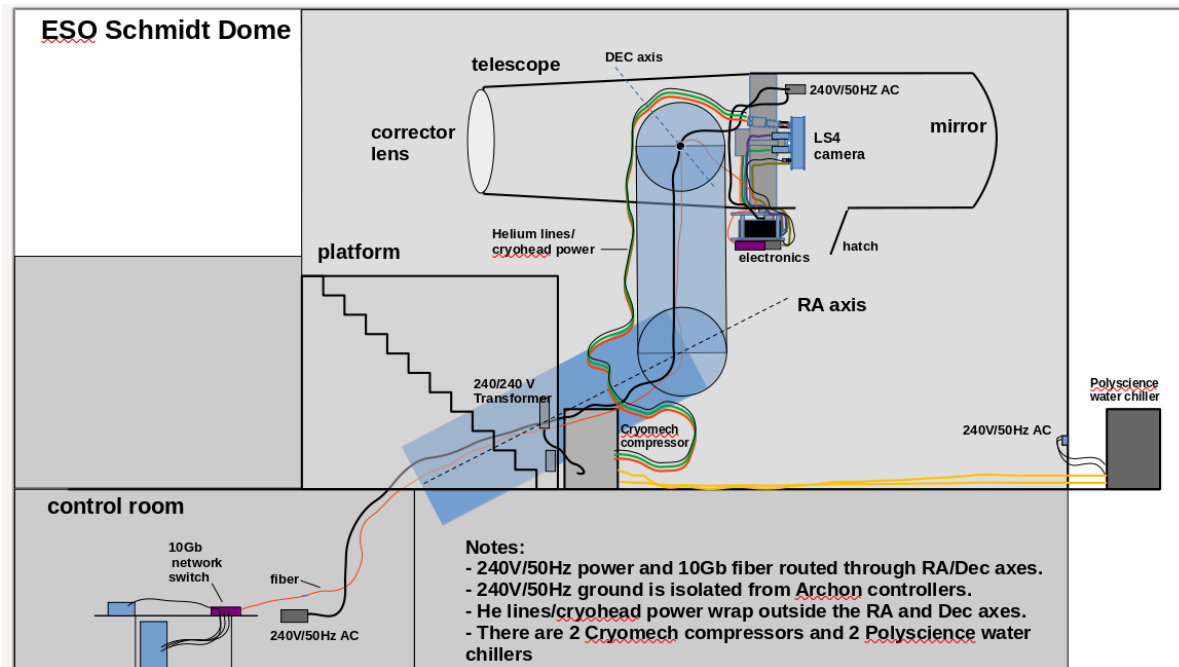 ESO Schmidt Dome
DEC axis
telescope
240V/50HZ AC
corrector
lens
mirror
LS4
camera
Helium lines/
cryohead power
hatch
electronics
platform
RA axis
240/240 V
Transformer
Cryomech
compressor
Polyscience
water chiller
240V/50Hz AC
control room
10Gb
network
switch
fiber
240V/50Hz AC
Notes:
- 240V/50Hz power and 10Gb fiber routed through RA/Dec axes.
- 240V/50Hz ground is isolated from Archon controllers.
- He lines/cryohead power wrap outside the RA and Dec axes.
- There are 2 Cryomech compressors and 2 Polyscience water
chillers